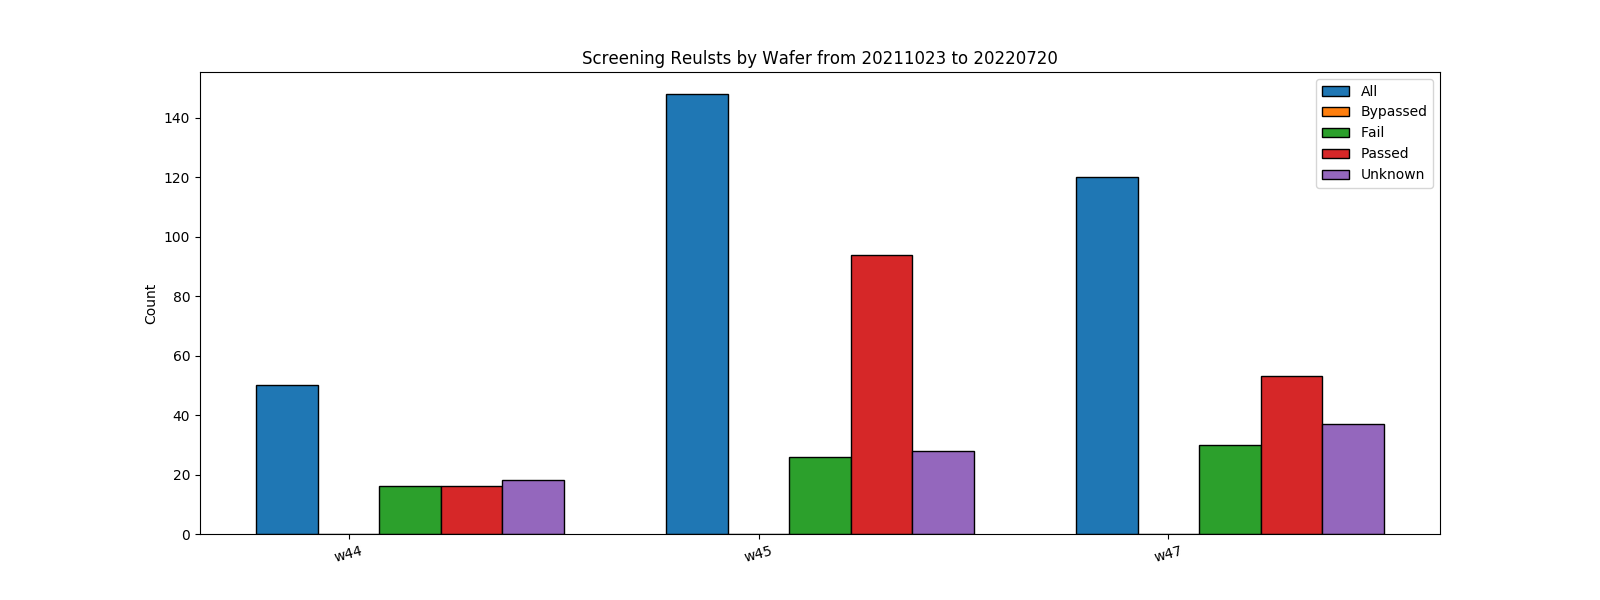 Screening Reulsts by Wafer from 20211023 to 20220720
All
Bypassed
Fail
Passed
Unknown
140
120
100
80
60
40
20
0
Count
w44
w45
w47